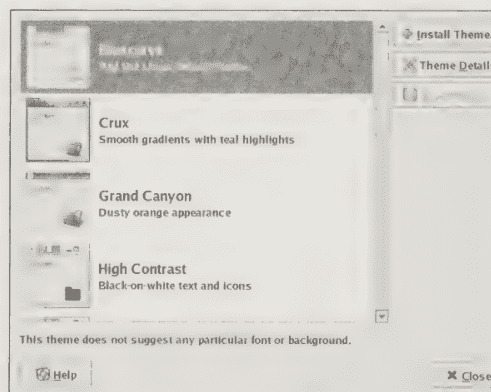 Install Theme
Theme Detail
Crux
Smooth gradients with teal highlights
Grand Canyon
Dusty orange appearance
High Contrast
Black-on-white text and icons
This theme does not suggest any particular font or background.
Help
Close